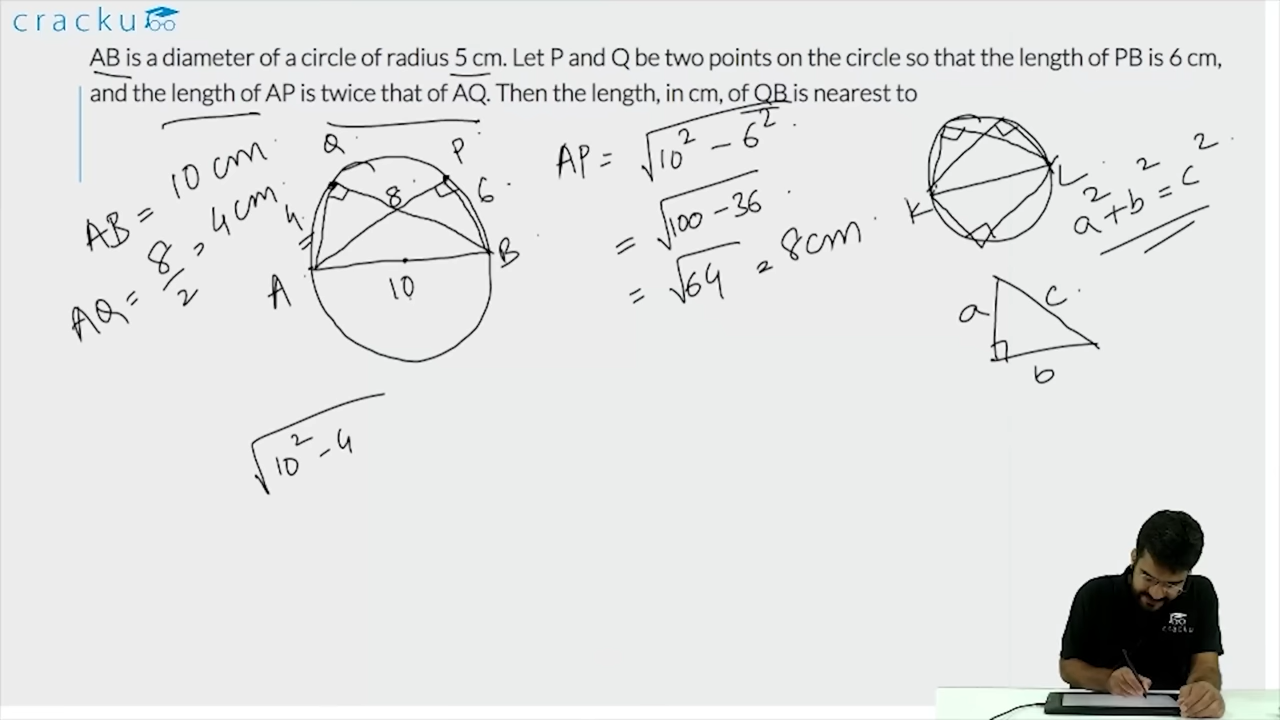 cracku
AB is a diameter of a circle of radius 5 cm. Let P and Q be two points on the circle so that the length of PB is 6 cm,
and the length of AP is twice that of AQ. Then the length, in cm, of QB is nearest to
AB = 10 cm.
AQ = 8/2 = 4 cm.
Q
P
4
8
6
A
B
10
AP = √10² - 6²
= √100 - 36
= √64 = 8 cm
K
L
a² + b² = c²
a
c
b
√10² - 4
cracku